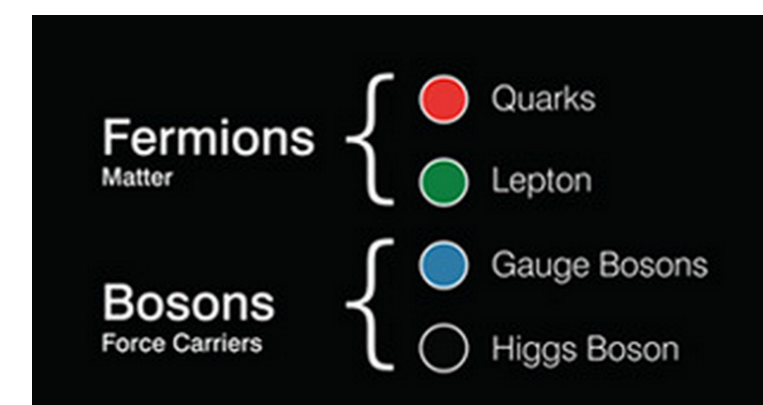 Fermions
Matter
Quarks
Lepton
Bosons
Force Carriers
Gauge Bosons
Higgs Boson